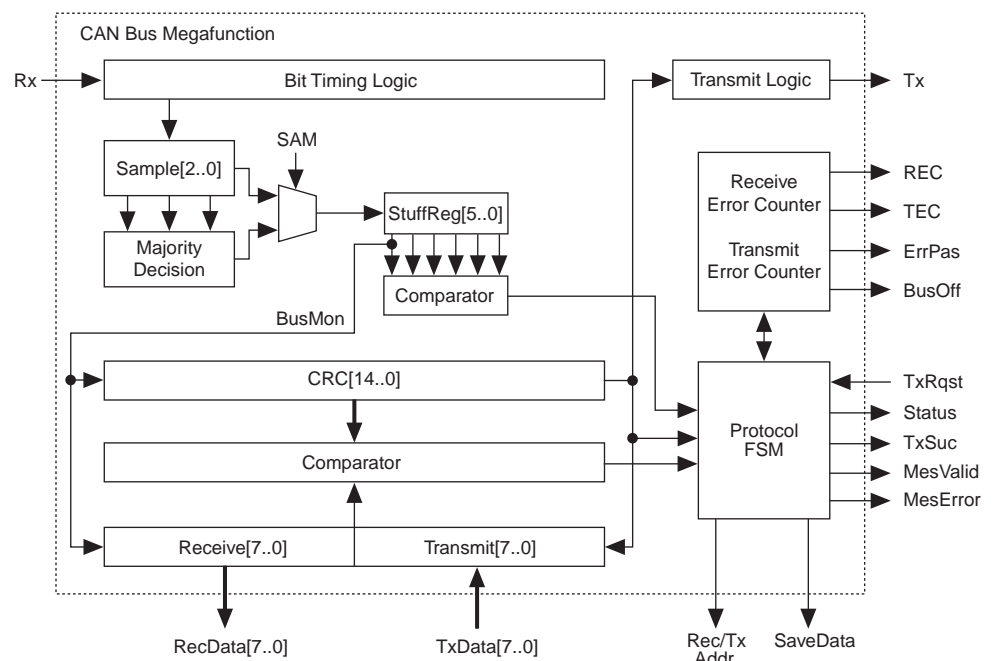 CAN Bus Megafunction
Rx
Bit Timing Logic
Transmit Logic
Tx
SAM
Sample[2..0]
Majority
Decision
StuffReg[5..0]
Comparator
BusMon
Receive
Error Counter
Transmit
Error Counter
REC
TEC
ErrPas
BusOff
CRC[14..0]
Comparator
Protocol
FSM
TxRqst
Status
TxSuc
MesValid
MesError
Receive[7..0]
Transmit[7..0]
RecData[7..0]
TxData[7..0]
Rec/Tx
Addr
SaveData